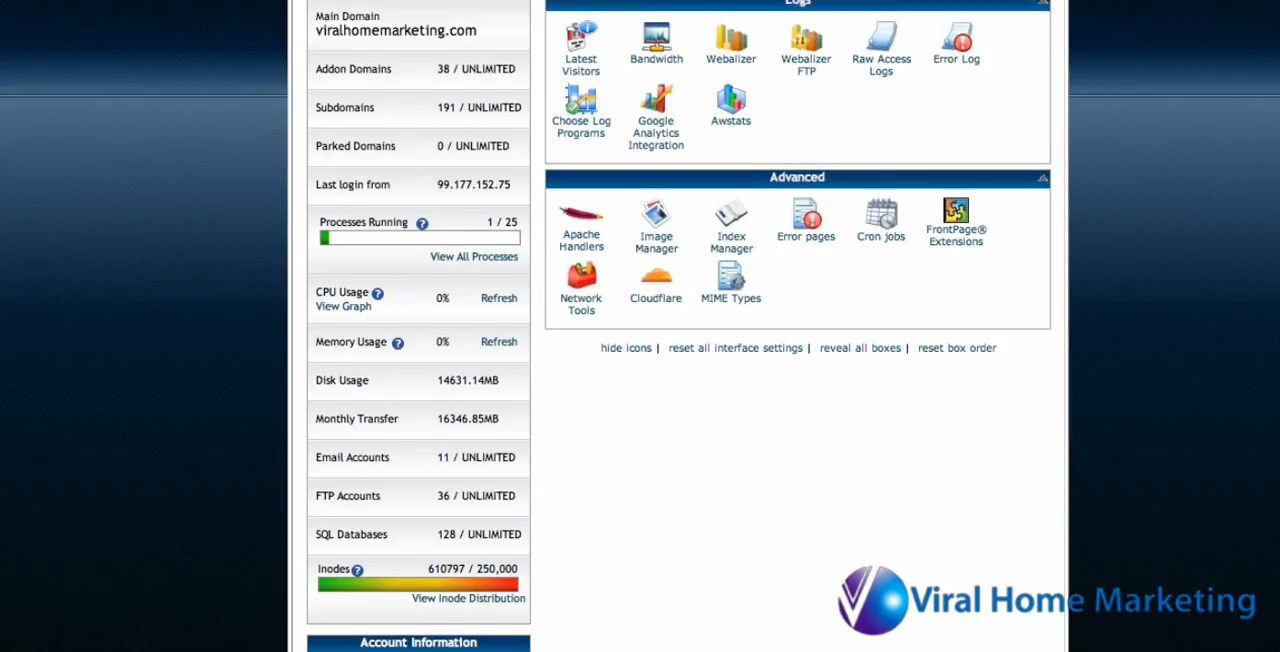 Main Domain
viralhomemarketing.com
Addon Domains 38 / UNLIMITED
Subdomains 191 / UNLIMITED
Parked Domains 0 / UNLIMITED
Last login from 99.177.152.75
Processes Running ? 1 / 25
View All Processes
CPU Usage ? 0% Refresh
View Graph
Memory Usage ? 0% Refresh
Disk Usage 14631.14MB
Monthly Transfer 16346.85MB
Email Accounts 11 / UNLIMITED
FTP Accounts 36 / UNLIMITED
SQL Databases 128 / UNLIMITED
Inodes ? 610797 / 250,000
View Inode Distribution
Account Information
Logs
Latest
Visitors
Bandwidth
Webalizer
Webalizer
FTP
Raw Access
Logs
Error Log
Choose Log
Programs
Google
Analytics
Integration
Awstats
Advanced
Apache
Handlers
Image
Manager
Index
Manager
Error pages
Cron jobs
FrontPage®
Extensions
Network
Tools
Cloudflare
MIME Types
hide icons | reset all interface settings | reveal all boxes | reset box order
Viral Home Marketing